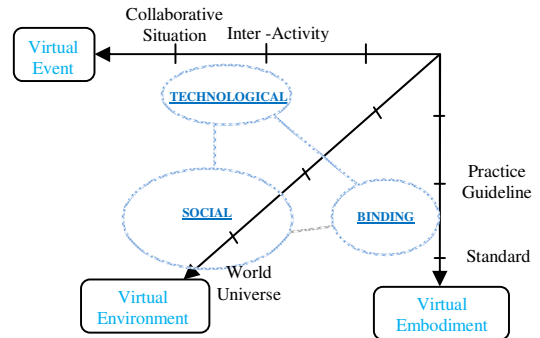 Collaborative
Situation
Inter -Activity
Virtual
Event
TECHNOLOGICAL
Practice
Guideline
SOCIAL
BINDING
Standard
World
Universe
Virtual
Environment
Virtual
Embodiment